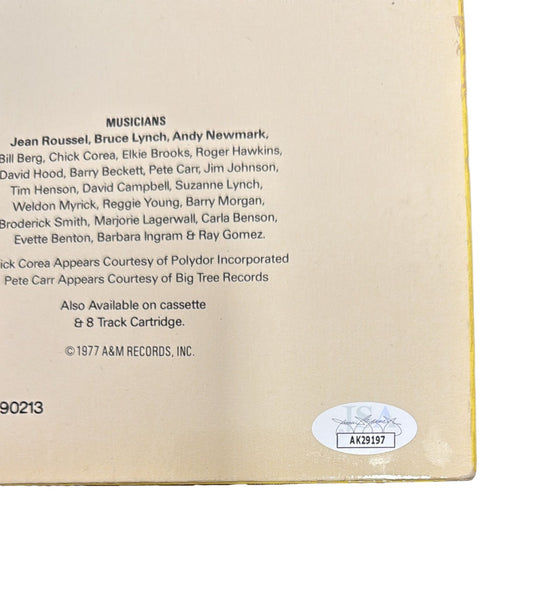 MUSICIANS
Jean Roussel, Bruce Lynch, Andy Newmark,
Bill Berg, Chick Corea, Elkie Brooks, Roger Hawkins,
David Hood, Barry Beckett, Pete Carr, Jim Johnson,
Tim Henson, David Campbell, Suzanne Lynch,
Weldon Myrick, Reggie Young, Barry Morgan,
Broderick Smith, Marjorie Lagerwall, Carla Benson,
Evette Benton, Barbara Ingram & Ray Gomez.
ick Corea Appears Courtesy of Polydor Incorporated
Pete Carr Appears Courtesy of Big Tree Records
Also Available on cassette
& 8 Track Cartridge.
©1977 A&M RECORDS, INC.
90213
JSA
AK29197